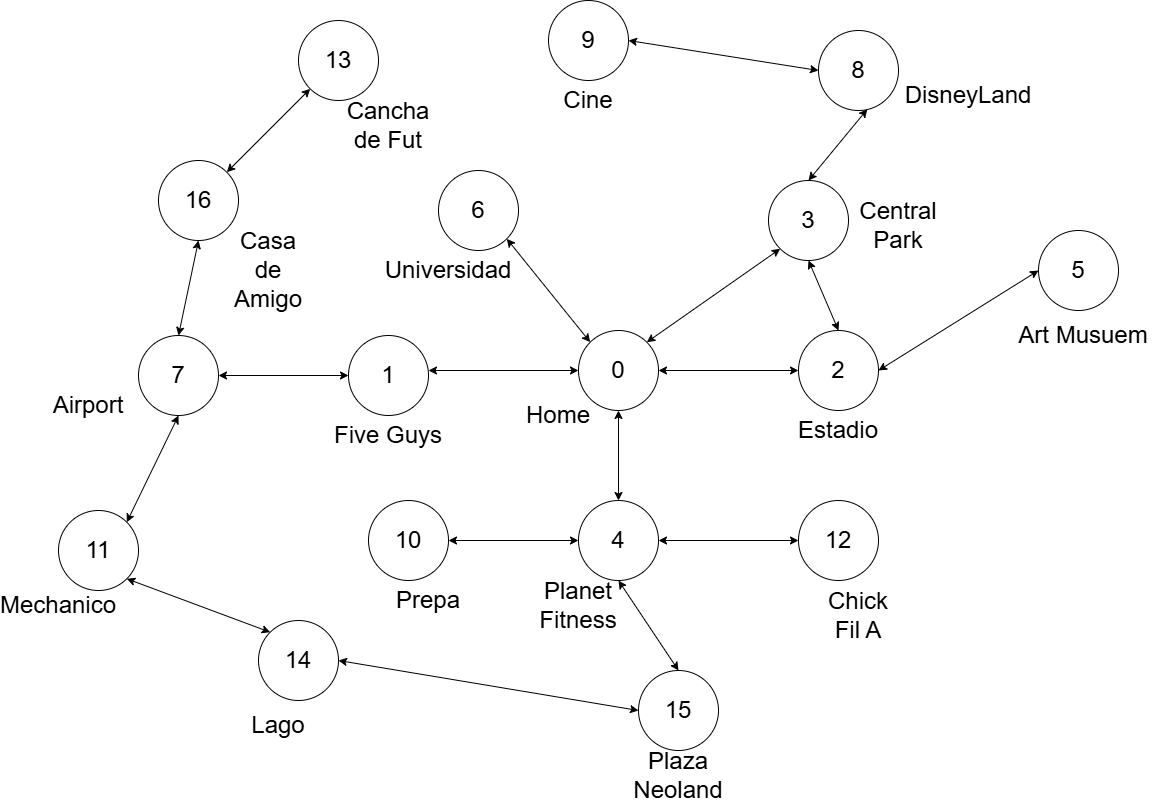 13
Cancha
de Fut
9
Cine
8
DisneyLand
16
Casa
de
Amigo
6
Universidad
3
Central
Park
5
Art Musuem
7
Airport
1
Five Guys
0
Home
2
Estadio
11
Mechanico
10
Prepa
4
Planet
Fitness
12
Chick
Fil A
14
Lago
15
Plaza
Neoland